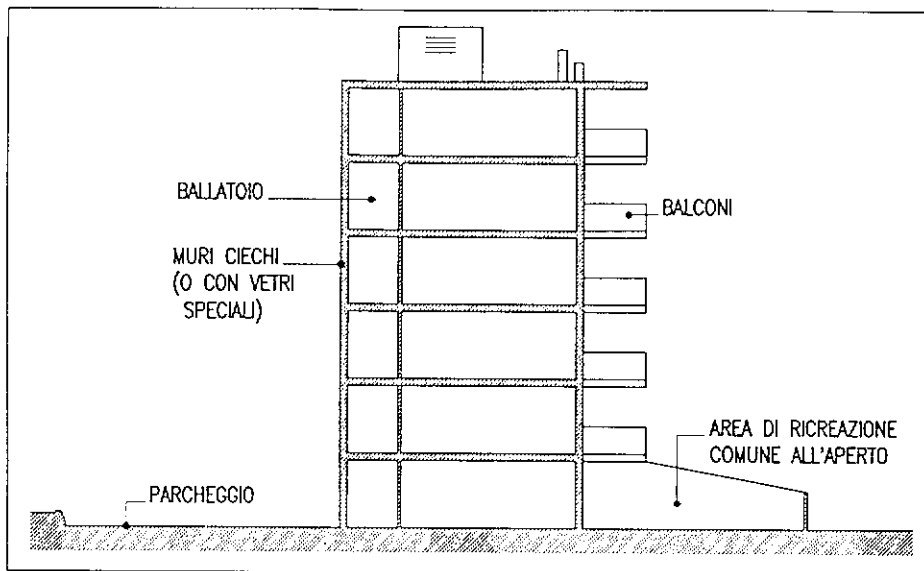 BALLATOIO
BALCONI
MURI CIECHI
(O CON VETRI
SPECIALI)
AREA DI RICREAZIONE
COMUNE ALL'APERTO
PARCHEGGIO